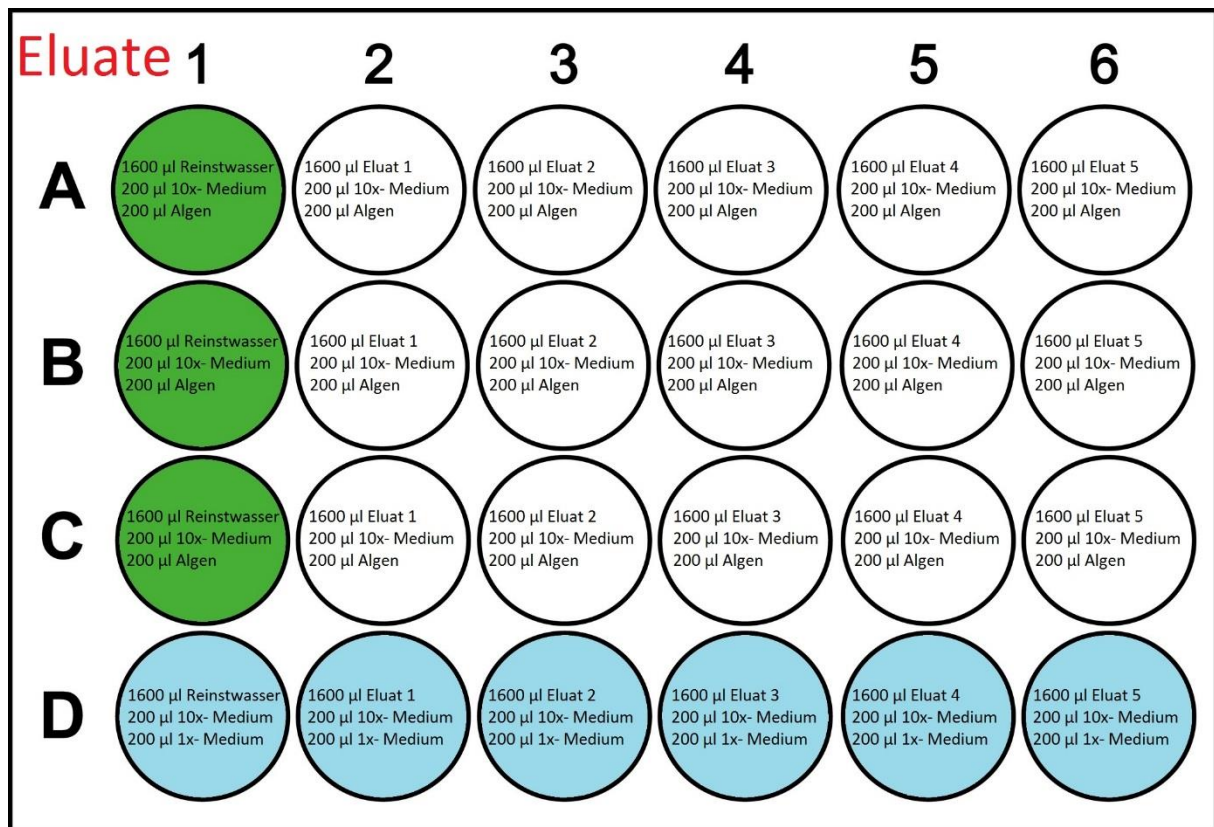 Eluate 1 2 3 4 5 6
A
1600 µl Reinstwasser
200 µl 10x- Medium
200 µl Algen
1600 µl Eluat 1
200 µl 10x- Medium
200 µl Algen
1600 µl Eluat 2
200 µl 10x- Medium
200 µl Algen
1600 µl Eluat 3
200 µl 10x- Medium
200 µl Algen
1600 µl Eluat 4
200 µl 10x- Medium
200 µl Algen
1600 µl Eluat 5
200 µl 10x- Medium
200 µl Algen
B
1600 µl Reinstwasser
200 µl 10x- Medium
200 µl Algen
1600 µl Eluat 1
200 µl 10x- Medium
200 µl Algen
1600 µl Eluat 2
200 µl 10x- Medium
200 µl Algen
1600 µl Eluat 3
200 µl 10x- Medium
200 µl Algen
1600 µl Eluat 4
200 µl 10x- Medium
200 µl Algen
1600 µl Eluat 5
200 µl 10x- Medium
200 µl Algen
C
1600 µl Reinstwasser
200 µl 10x- Medium
200 µl Algen
1600 µl Eluat 1
200 µl 10x- Medium
200 µl Algen
1600 µl Eluat 2
200 µl 10x- Medium
200 µl Algen
1600 µl Eluat 3
200 µl 10x- Medium
200 µl Algen
1600 µl Eluat 4
200 µl 10x- Medium
200 µl Algen
1600 µl Eluat 5
200 µl 10x- Medium
200 µl Algen
D
1600 µl Reinstwasser
200 µl 10x- Medium
200 µl 1x- Medium
1600 µl Eluat 1
200 µl 10x- Medium
200 µl 1x- Medium
1600 µl Eluat 2
200 µl 10x- Medium
200 µl 1x- Medium
1600 µl Eluat 3
200 µl 10x- Medium
200 µl 1x- Medium
1600 µl Eluat 4
200 µl 10x- Medium
200 µl 1x- Medium
1600 µl Eluat 5
200 µl 10x- Medium
200 µl 1x- Medium